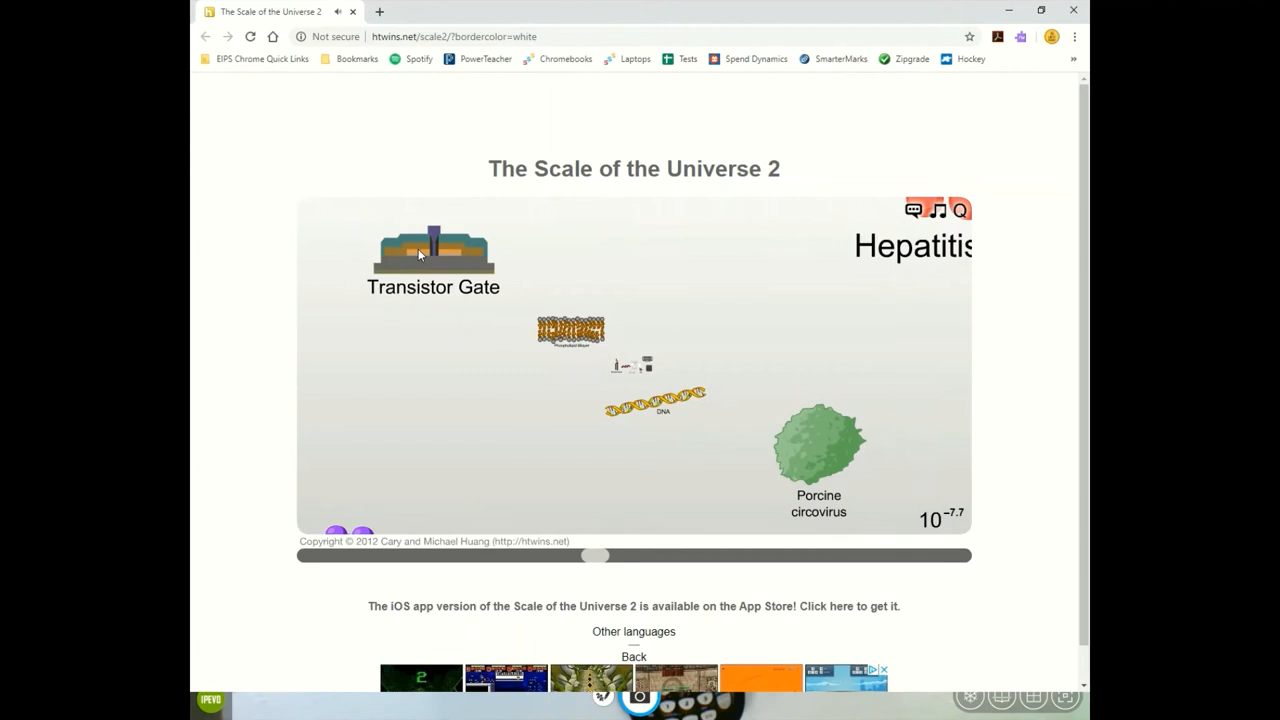 The Scale of the Universe 2
Not secure
htwins.net/scale2/?bordercolor=white
EIPS Chrome Quick Links
Bookmarks
Spotify
PowerTeacher
Chromebooks
Laptops
Tests
Spend Dynamics
SmarterMarks
Zipgrade
Hockey
»
The Scale of the Universe 2
Q
Hepatitis
Transistor Gate
Phospholipid Bilayer
DNA
Porcine
circovirus
10^-7.7
Copyright © 2012 Cary and Michael Huang (http://htwins.net)
The iOS app version of the Scale of the Universe 2 is available on the App Store! Click here to get it.
Other languages
Back
2
IPEVO